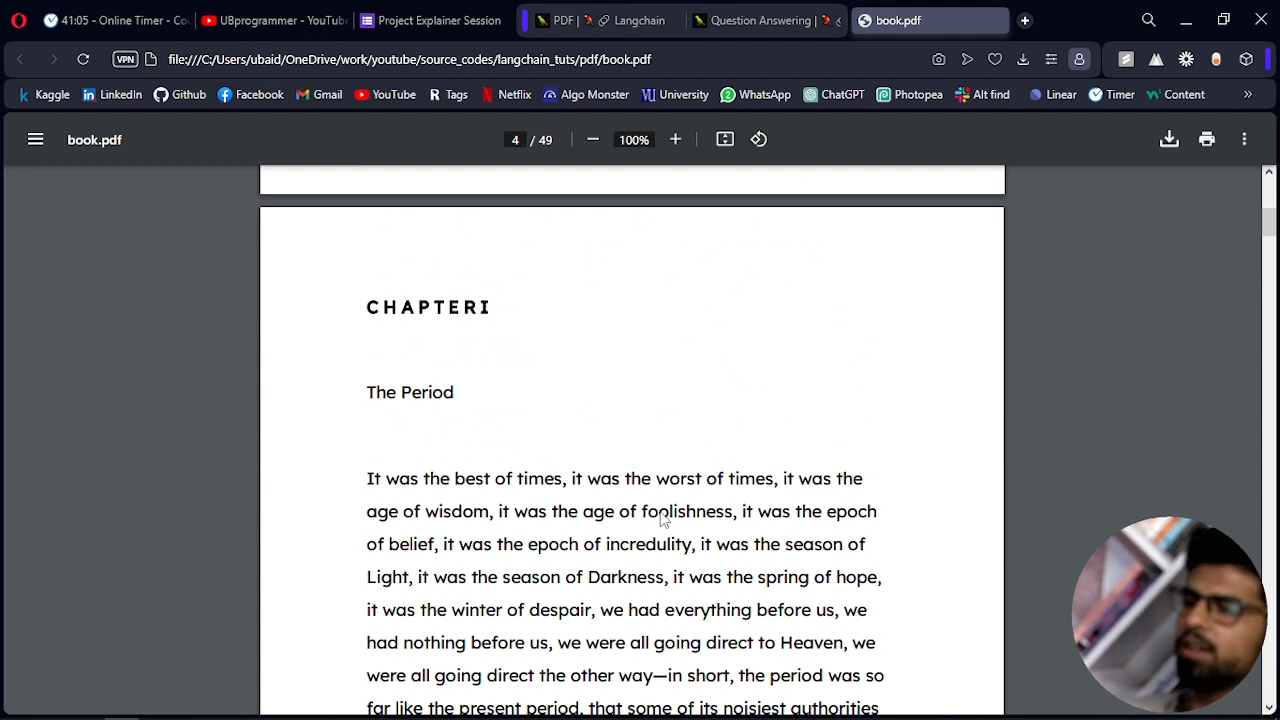 41:05 - Online Timer - Co
UBprogrammer - YouTube
Project Explainer Session
PDF | Langchain
Question Answering |
book.pdf
VPN
file:///C:/Users/ubaid/OneDrive/work/youtube/source_codes/langchain_tuts/pdf/book.pdf
Kaggle
LinkedIn
Github
Facebook
Gmail
YouTube
R Tags
Netflix
Algo Monster
University
WhatsApp
ChatGPT
Photopea
Alt find
Linear
Timer
Content
»
book.pdf
4 / 49
100%
CHAPTERI
The Period
It was the best of times, it was the worst of times, it was the
age of wisdom, it was the age of foolishness, it was the epoch
of belief, it was the epoch of incredulity, it was the season of
Light, it was the season of Darkness, it was the spring of hope,
it was the winter of despair, we had everything before us, we
had nothing before us, we were all going direct to Heaven, we
were all going direct the other way—in short, the period was so
far like the present period, that some of its noisiest authorities